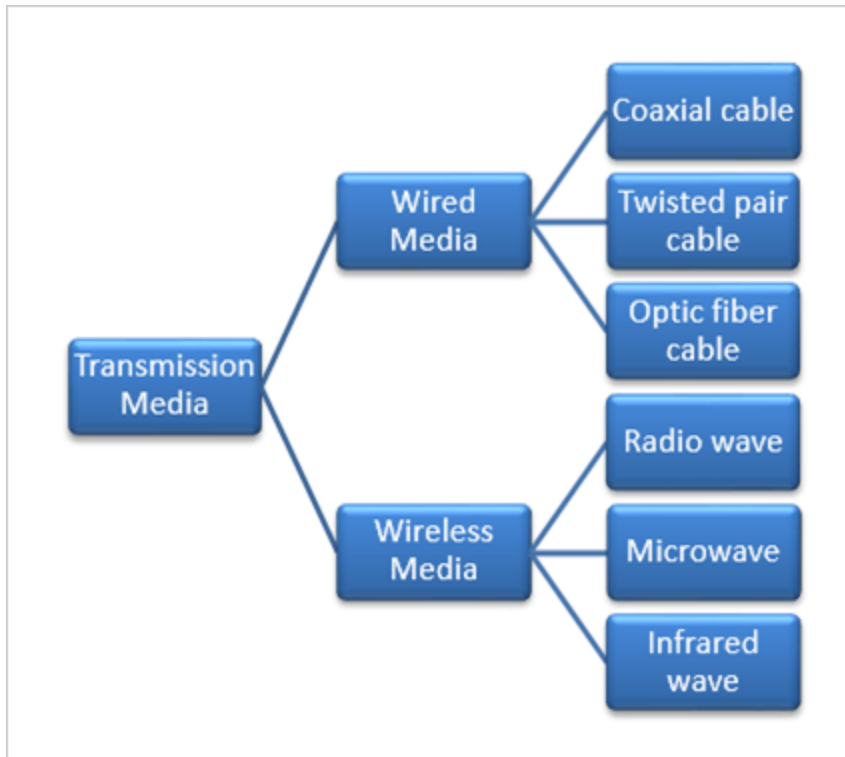 Coaxial cable
Wired
Media
Twisted pair
cable
Optic fiber
cable
Transmission
Media
Radio wave
Wireless
Media
Microwave
Infrared
wave